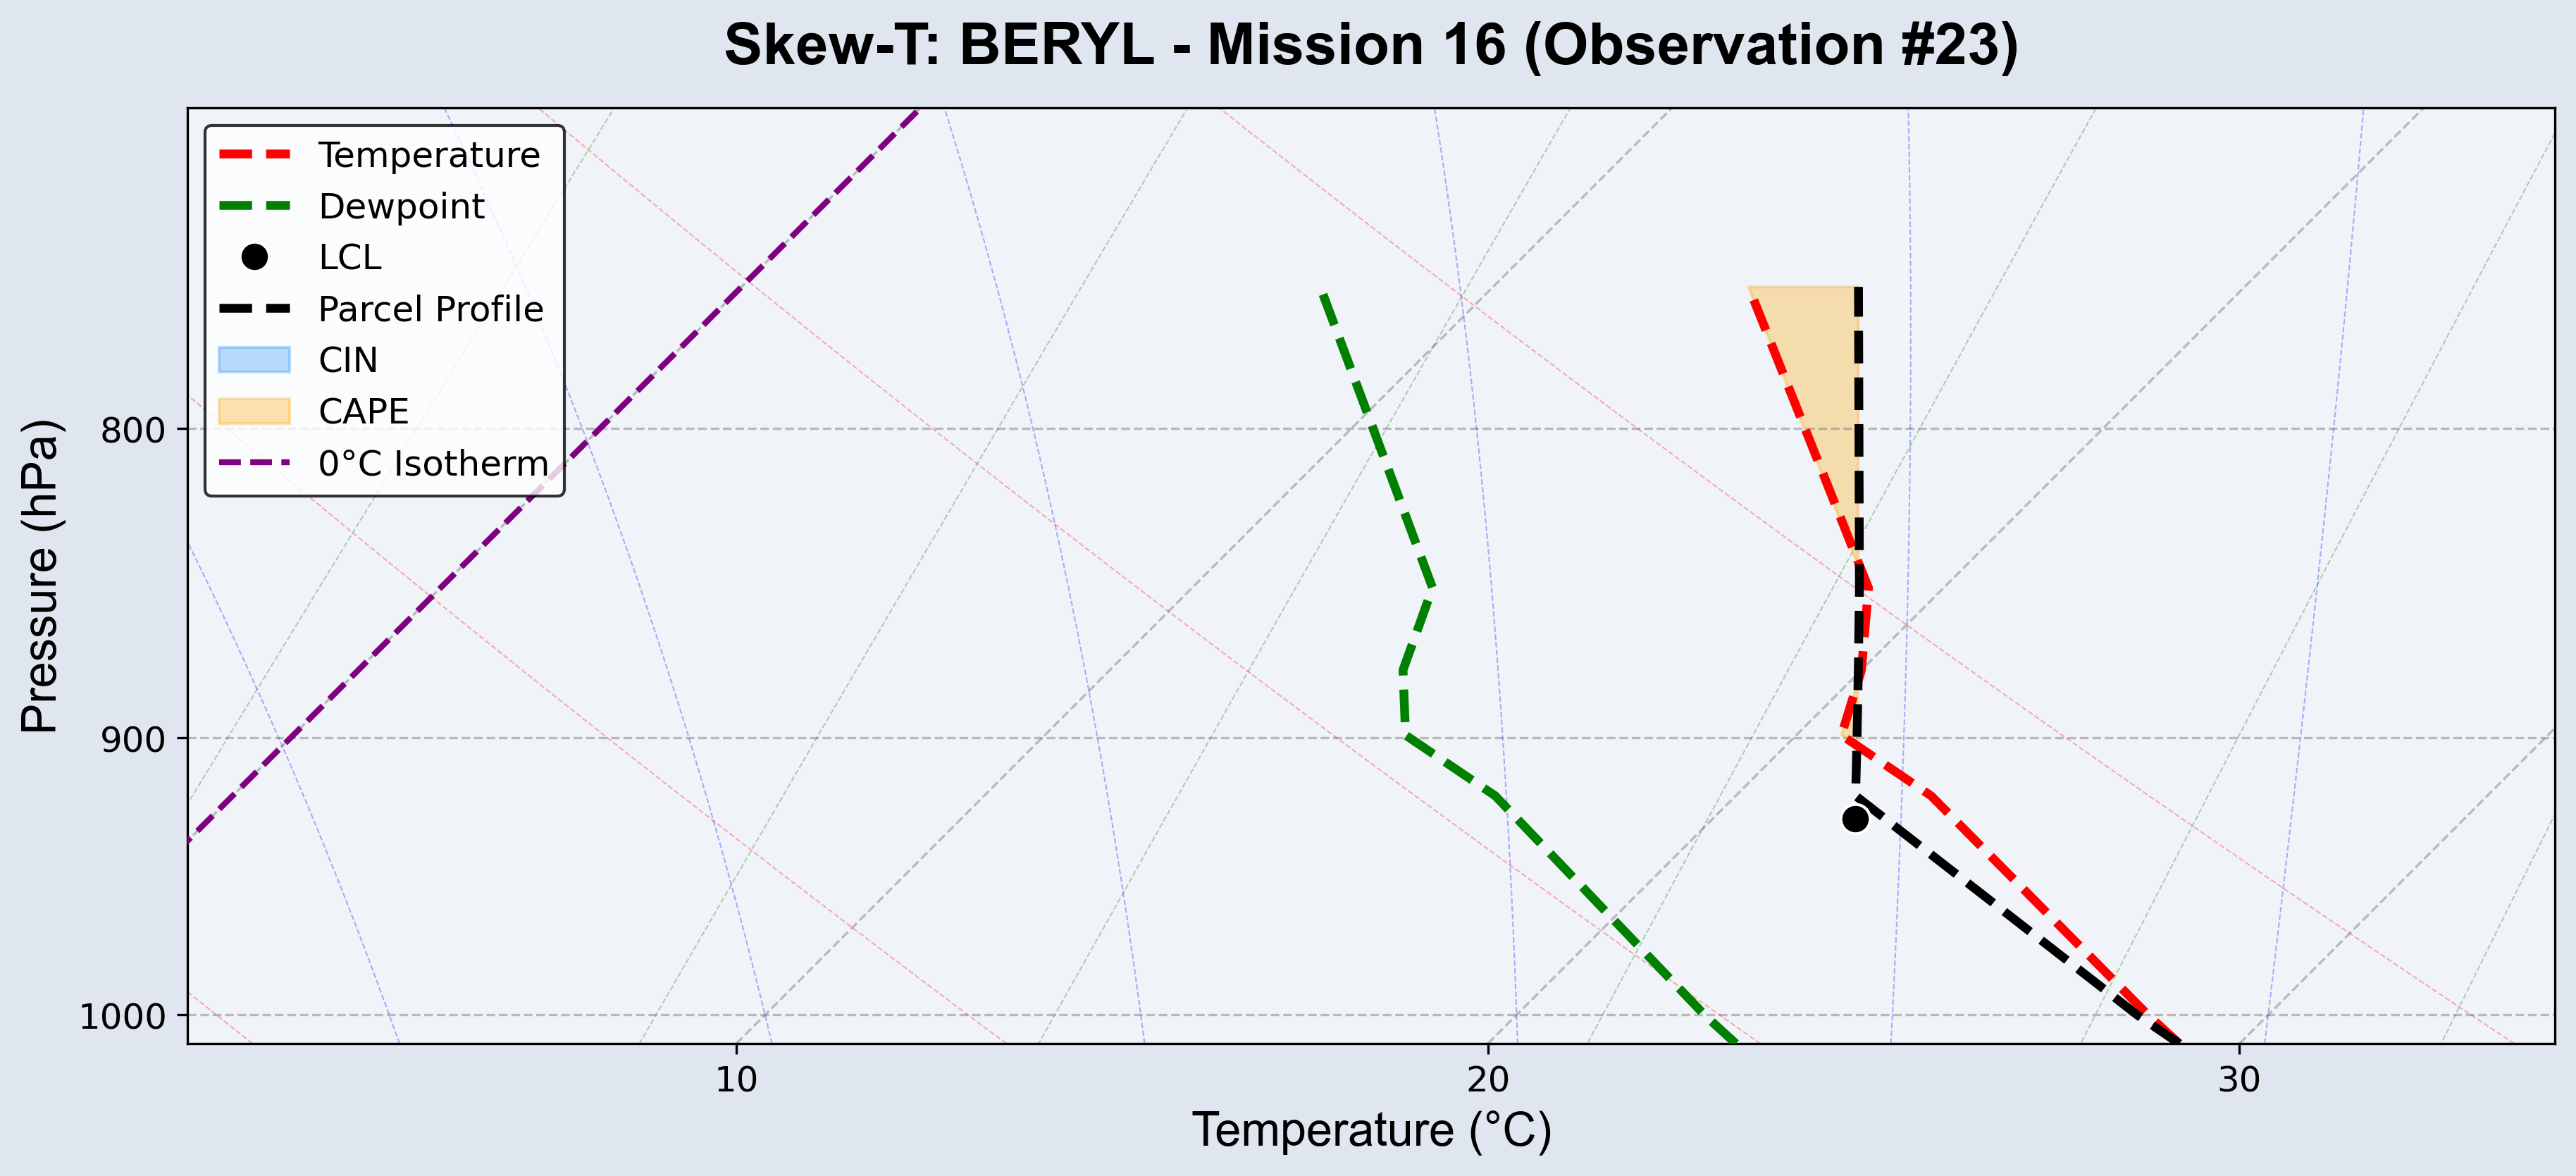 Skew-T: BERYL - Mission 16 (Observation #23)
Temperature
Dewpoint
LCL
Parcel Profile
CIN
CAPE
0°C Isotherm
Pressure (hPa)
800
900
1000
10
20
30
Temperature (°C)